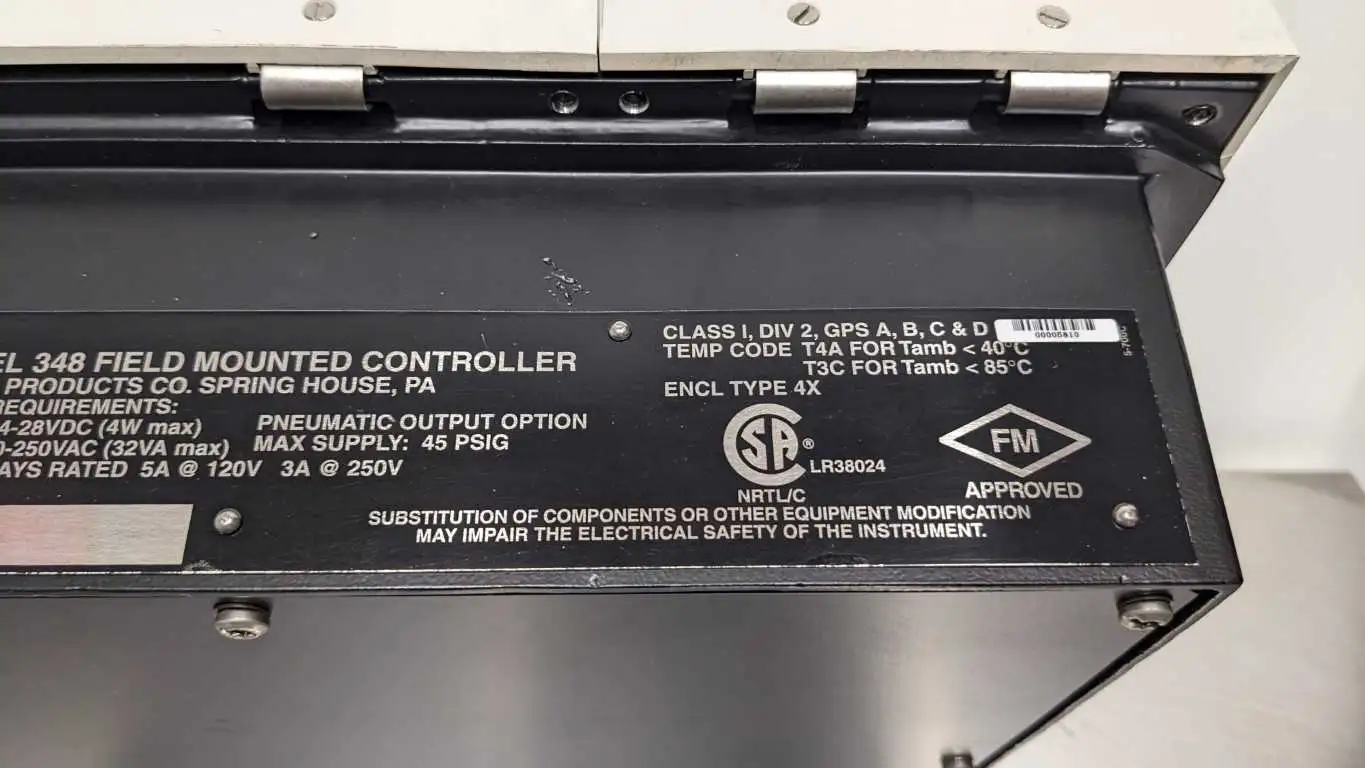 EL 348 FIELD MOUNTED CONTROLLER
PRODUCTS CO. SPRING HOUSE, PA
REQUIREMENTS:
4-28VDC (4W max)
0-250VAC (32VA max)
AYS RATED 5A @ 120V 3A @ 250V
PNEUMATIC OUTPUT OPTION
MAX SUPPLY: 45 PSIG
CLASS I, DIV 2, GPS A, B, C & D
TEMP CODE T4A FOR Tamb < 40°C
T3C FOR Tamb < 85°C
ENCL TYPE 4X
00005810
SA ® LR38024
NRTL/C
FM
APPROVED
SUBSTITUTION OF COMPONENTS OR OTHER EQUIPMENT MODIFICATION
MAY IMPAIR THE ELECTRICAL SAFETY OF THE INSTRUMENT.